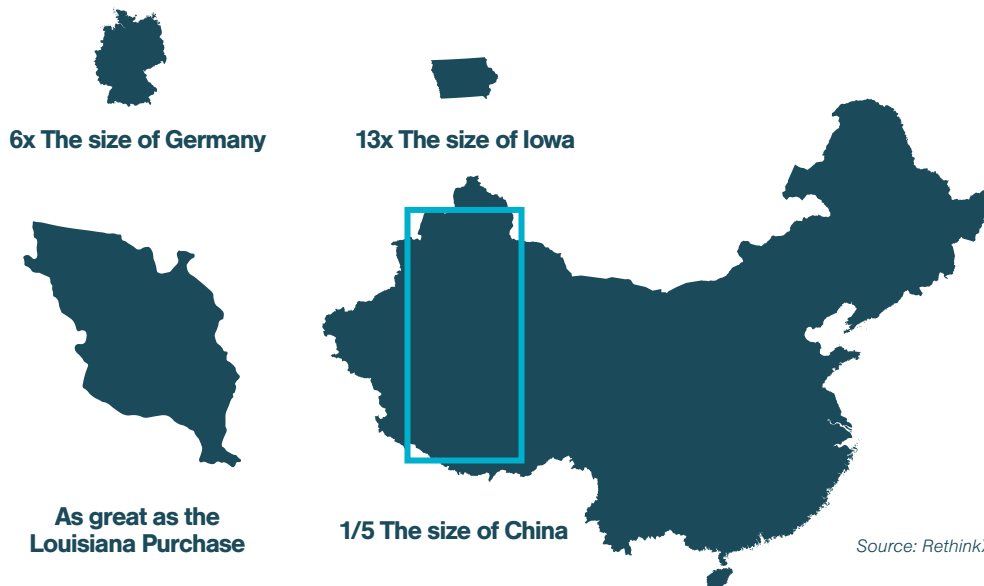 6x The size of Germany
13x The size of Iowa
As great as the
Louisiana Purchase
1/5 The size of China
Source: Rethink